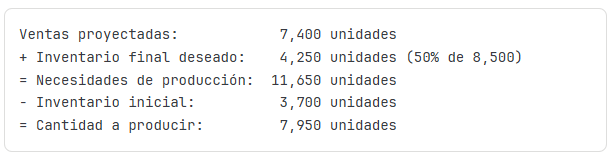 Ventas proyectadas: 7,400 unidades
+ Inventario final deseado: 4,250 unidades (50% de 8,500)
= Necesidades de producción: 11,650 unidades
- Inventario inicial: 3,700 unidades
= Cantidad a producir: 7,950 unidades